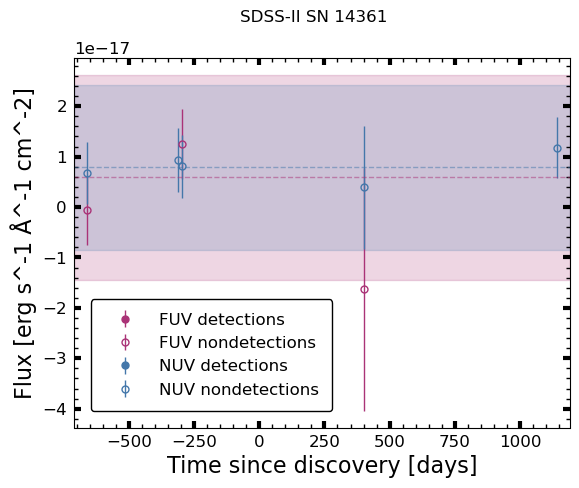 SDSS-II SN 14361
1e−17
Flux [erg s^-1 Å^-1 cm^-2]
2
1
0
−1
−2
−3
−4
FUV detections
FUV nondetections
NUV detections
NUV nondetections
−500 −250 0 250 500 750 1000
Time since discovery [days]